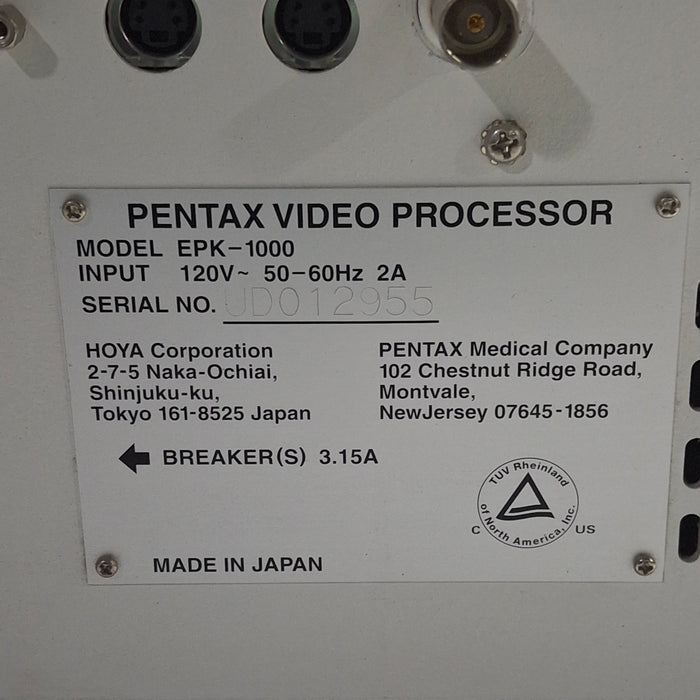 PENTAX VIDEO PROCESSOR
MODEL EPK-1000
INPUT 120V~ 50-60Hz 2A
SERIAL NO. UD012955
HOYA Corporation
2-7-5 Naka-Ochiai,
Shinjuku-ku,
Tokyo 161-8525 Japan
PENTAX Medical Company
102 Chestnut Ridge Road,
Montvale,
NewJersey 07645-1856
BREAKER(S) 3.15A
TUV Rheinland
of North America, Inc.
C US
MADE IN JAPAN